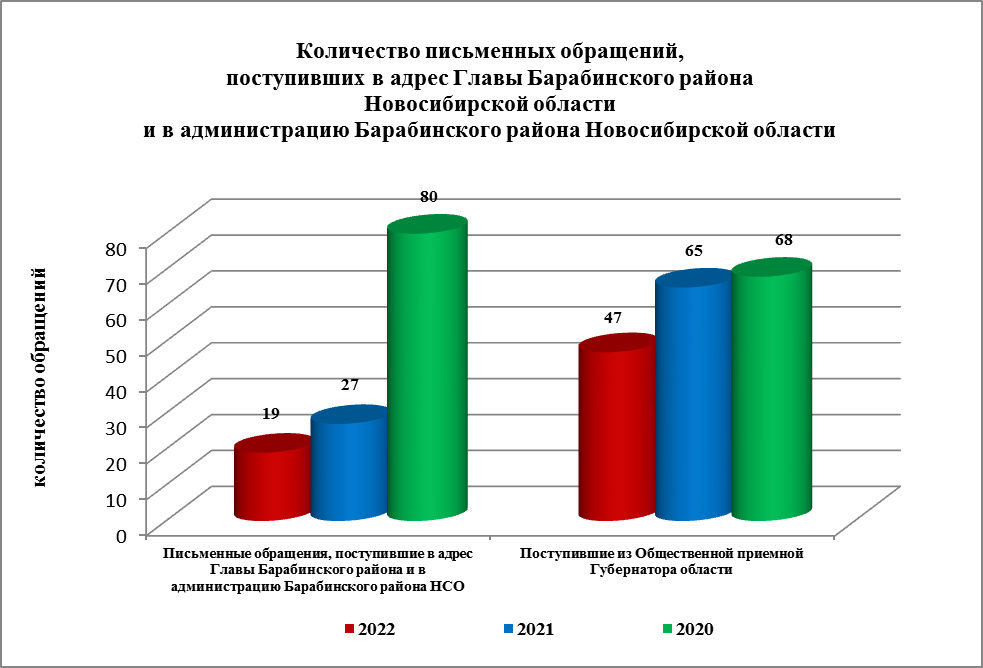 Количество письменных обращений,
поступивших в адрес Главы Барабинского района
Новосибирской области
и в администрацию Барабинского района Новосибирской области
количество обращений
80
70
60
50
40
30
20
10
0
19
27
80
47
65
68
Письменные обращения, поступившие в адрес
Главы Барабинского района и в
администрацию Барабинского района НСО
Поступившие из Общественной приемной
Губернатора области
2022
2021
2020